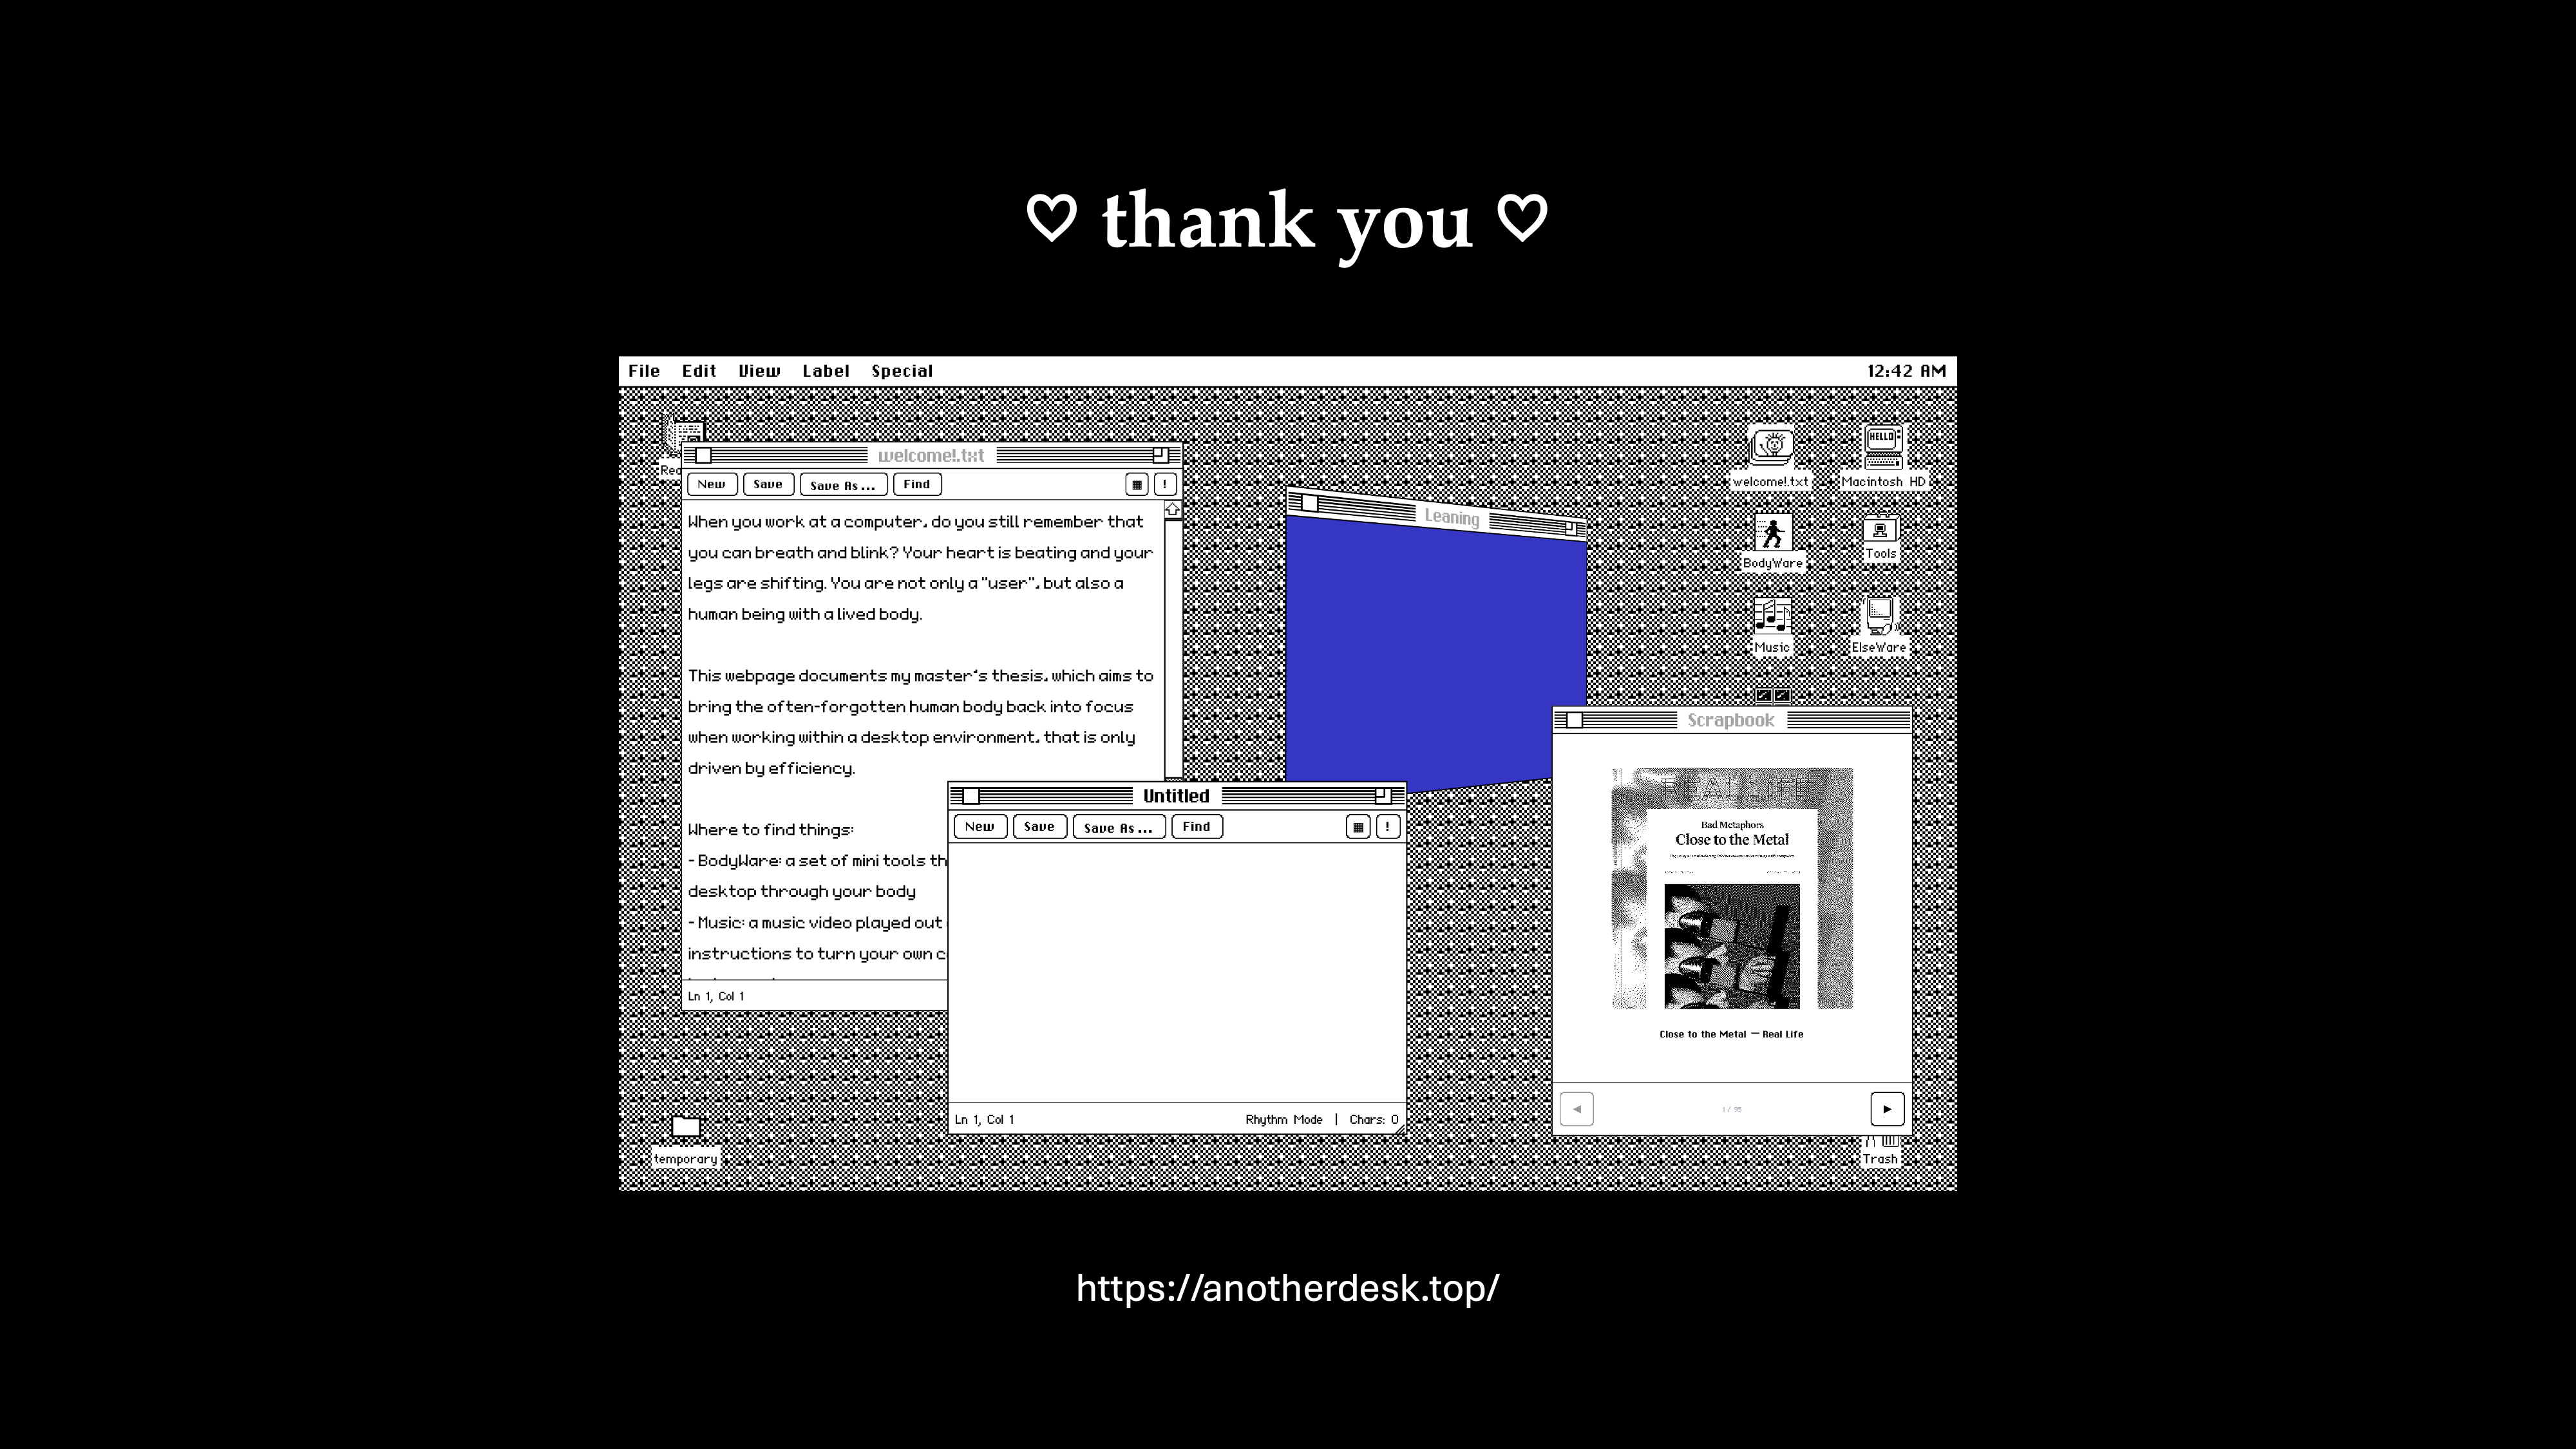 ♡ thank you ♡
File Edit View Label Special 12:42 AM
welcome!.txt
New Save Save As... Find !
When you work at a computer, do you still remember that
you can breath and blink? Your heart is beating and your
legs are shifting. You are not only a "user", but also a
human being with a lived body.
This webpage documents my master's thesis, which aims to
bring the often-forgotten human body back into focus
when working within a desktop environment, that is only
driven by efficiency.
Where to find things:
- BodyWare: a set of mini tools th
desktop through your body
- Music: a music video played out
instructions to turn your own c
Ln 1, Col 1
Leaning
Untitled
New Save Save As... Find !
Ln 1, Col 1 Rhythm Mode | Chars: 0
welcome!.txt
Macintosh HD
BodyWare
Tools
Music
ElseWare
Scrapbook
REAL LIFE
Bad Metaphors
Close to the Metal
Close to the Metal — Real Life
1 / 95
temporary
Trash
https://anotherdesk.top/